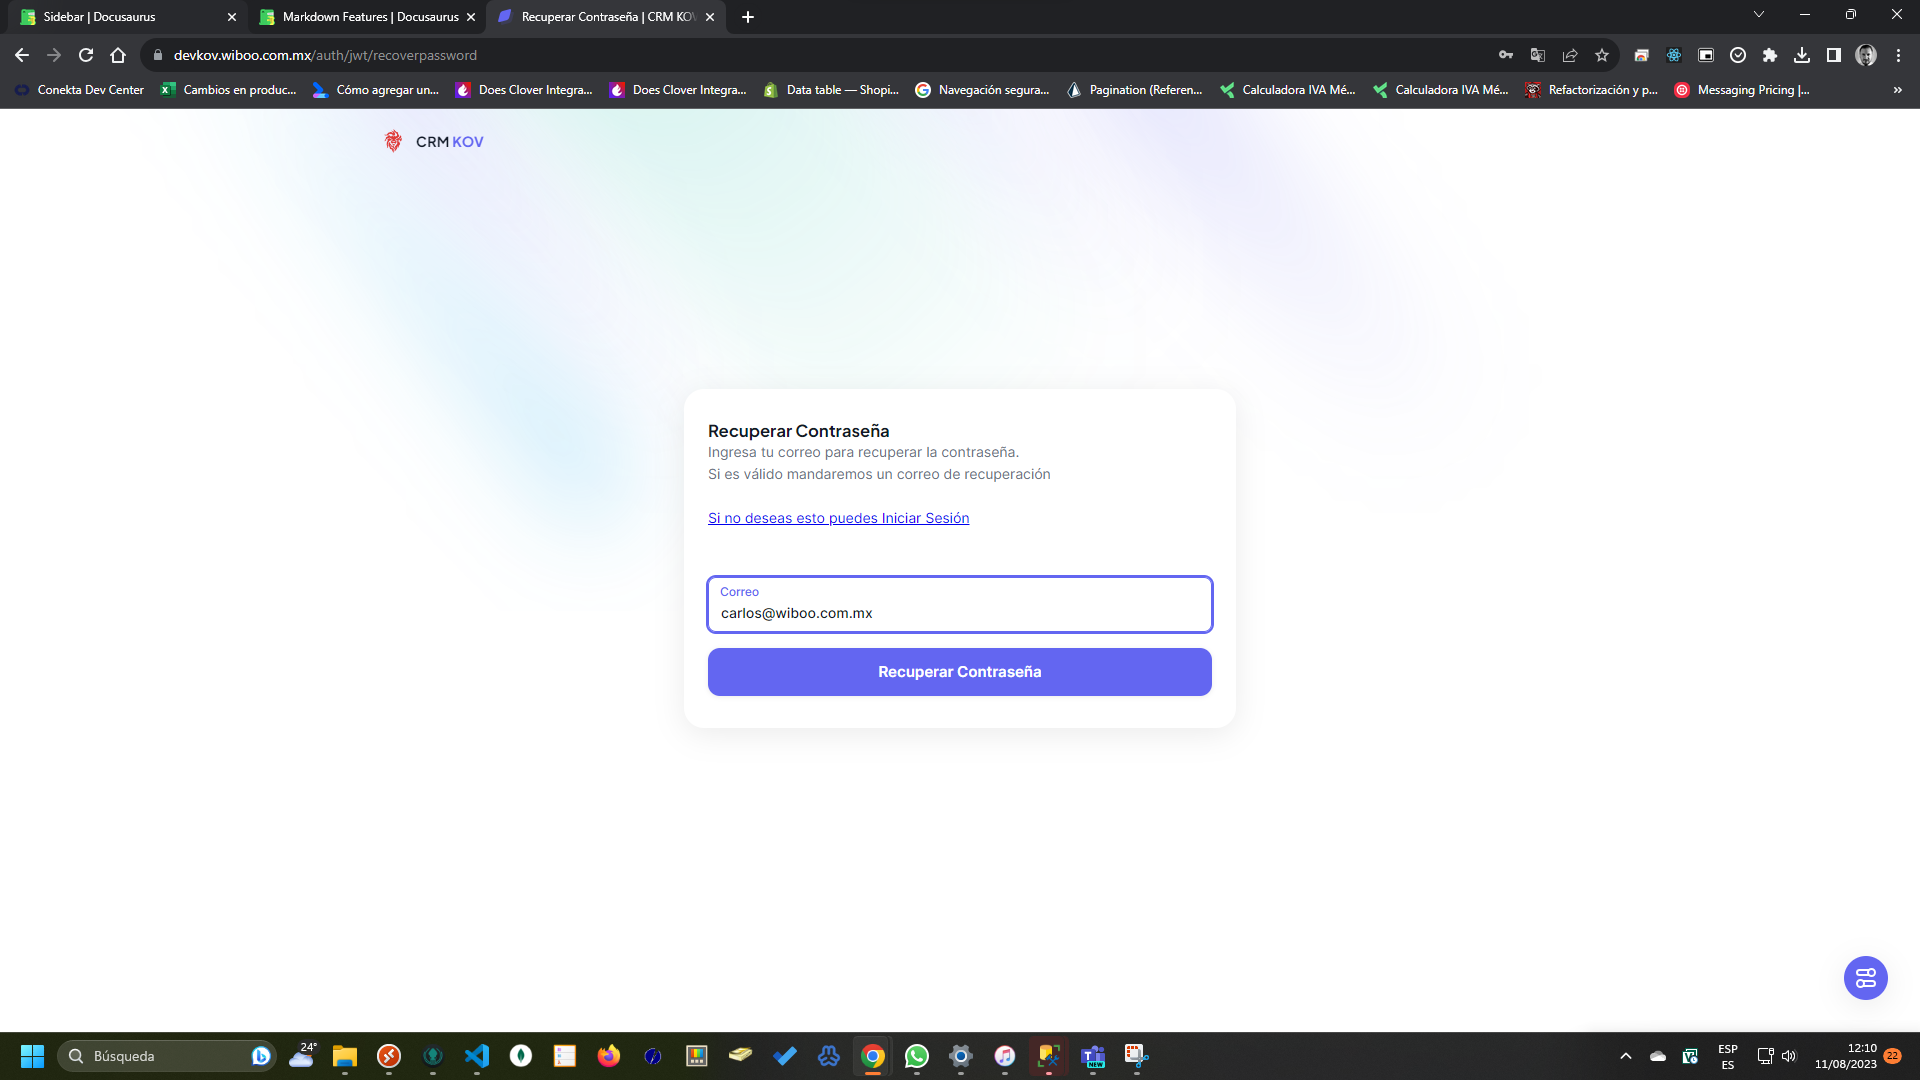 Sidebar | Docusaurus
Markdown Features | Docusaurus
Recuperar Contraseña | CRM KOV
devkov.wiboo.com.mx/auth/jwt/recoverpassword
Conekta Dev Center
Cambios en produc...
Cómo agregar un...
Does Clover Integra...
Does Clover Integra...
Data table — Shopi...
Navegación segura...
Pagination (Referen...
Calculadora IVA Mé...
Calculadora IVA Mé...
Refactorización y p...
Messaging Pricing |...
CRM KOV
Recuperar Contraseña
Ingresa tu correo para recuperar la contraseña.
Si es válido mandaremos un correo de recuperación
Si no deseas esto puedes Iniciar Sesión
Correo
carlos@wiboo.com.mx
Recuperar Contraseña
Búsqueda
24°
NEW
ESP
ES
12:10
11/08/2023
22